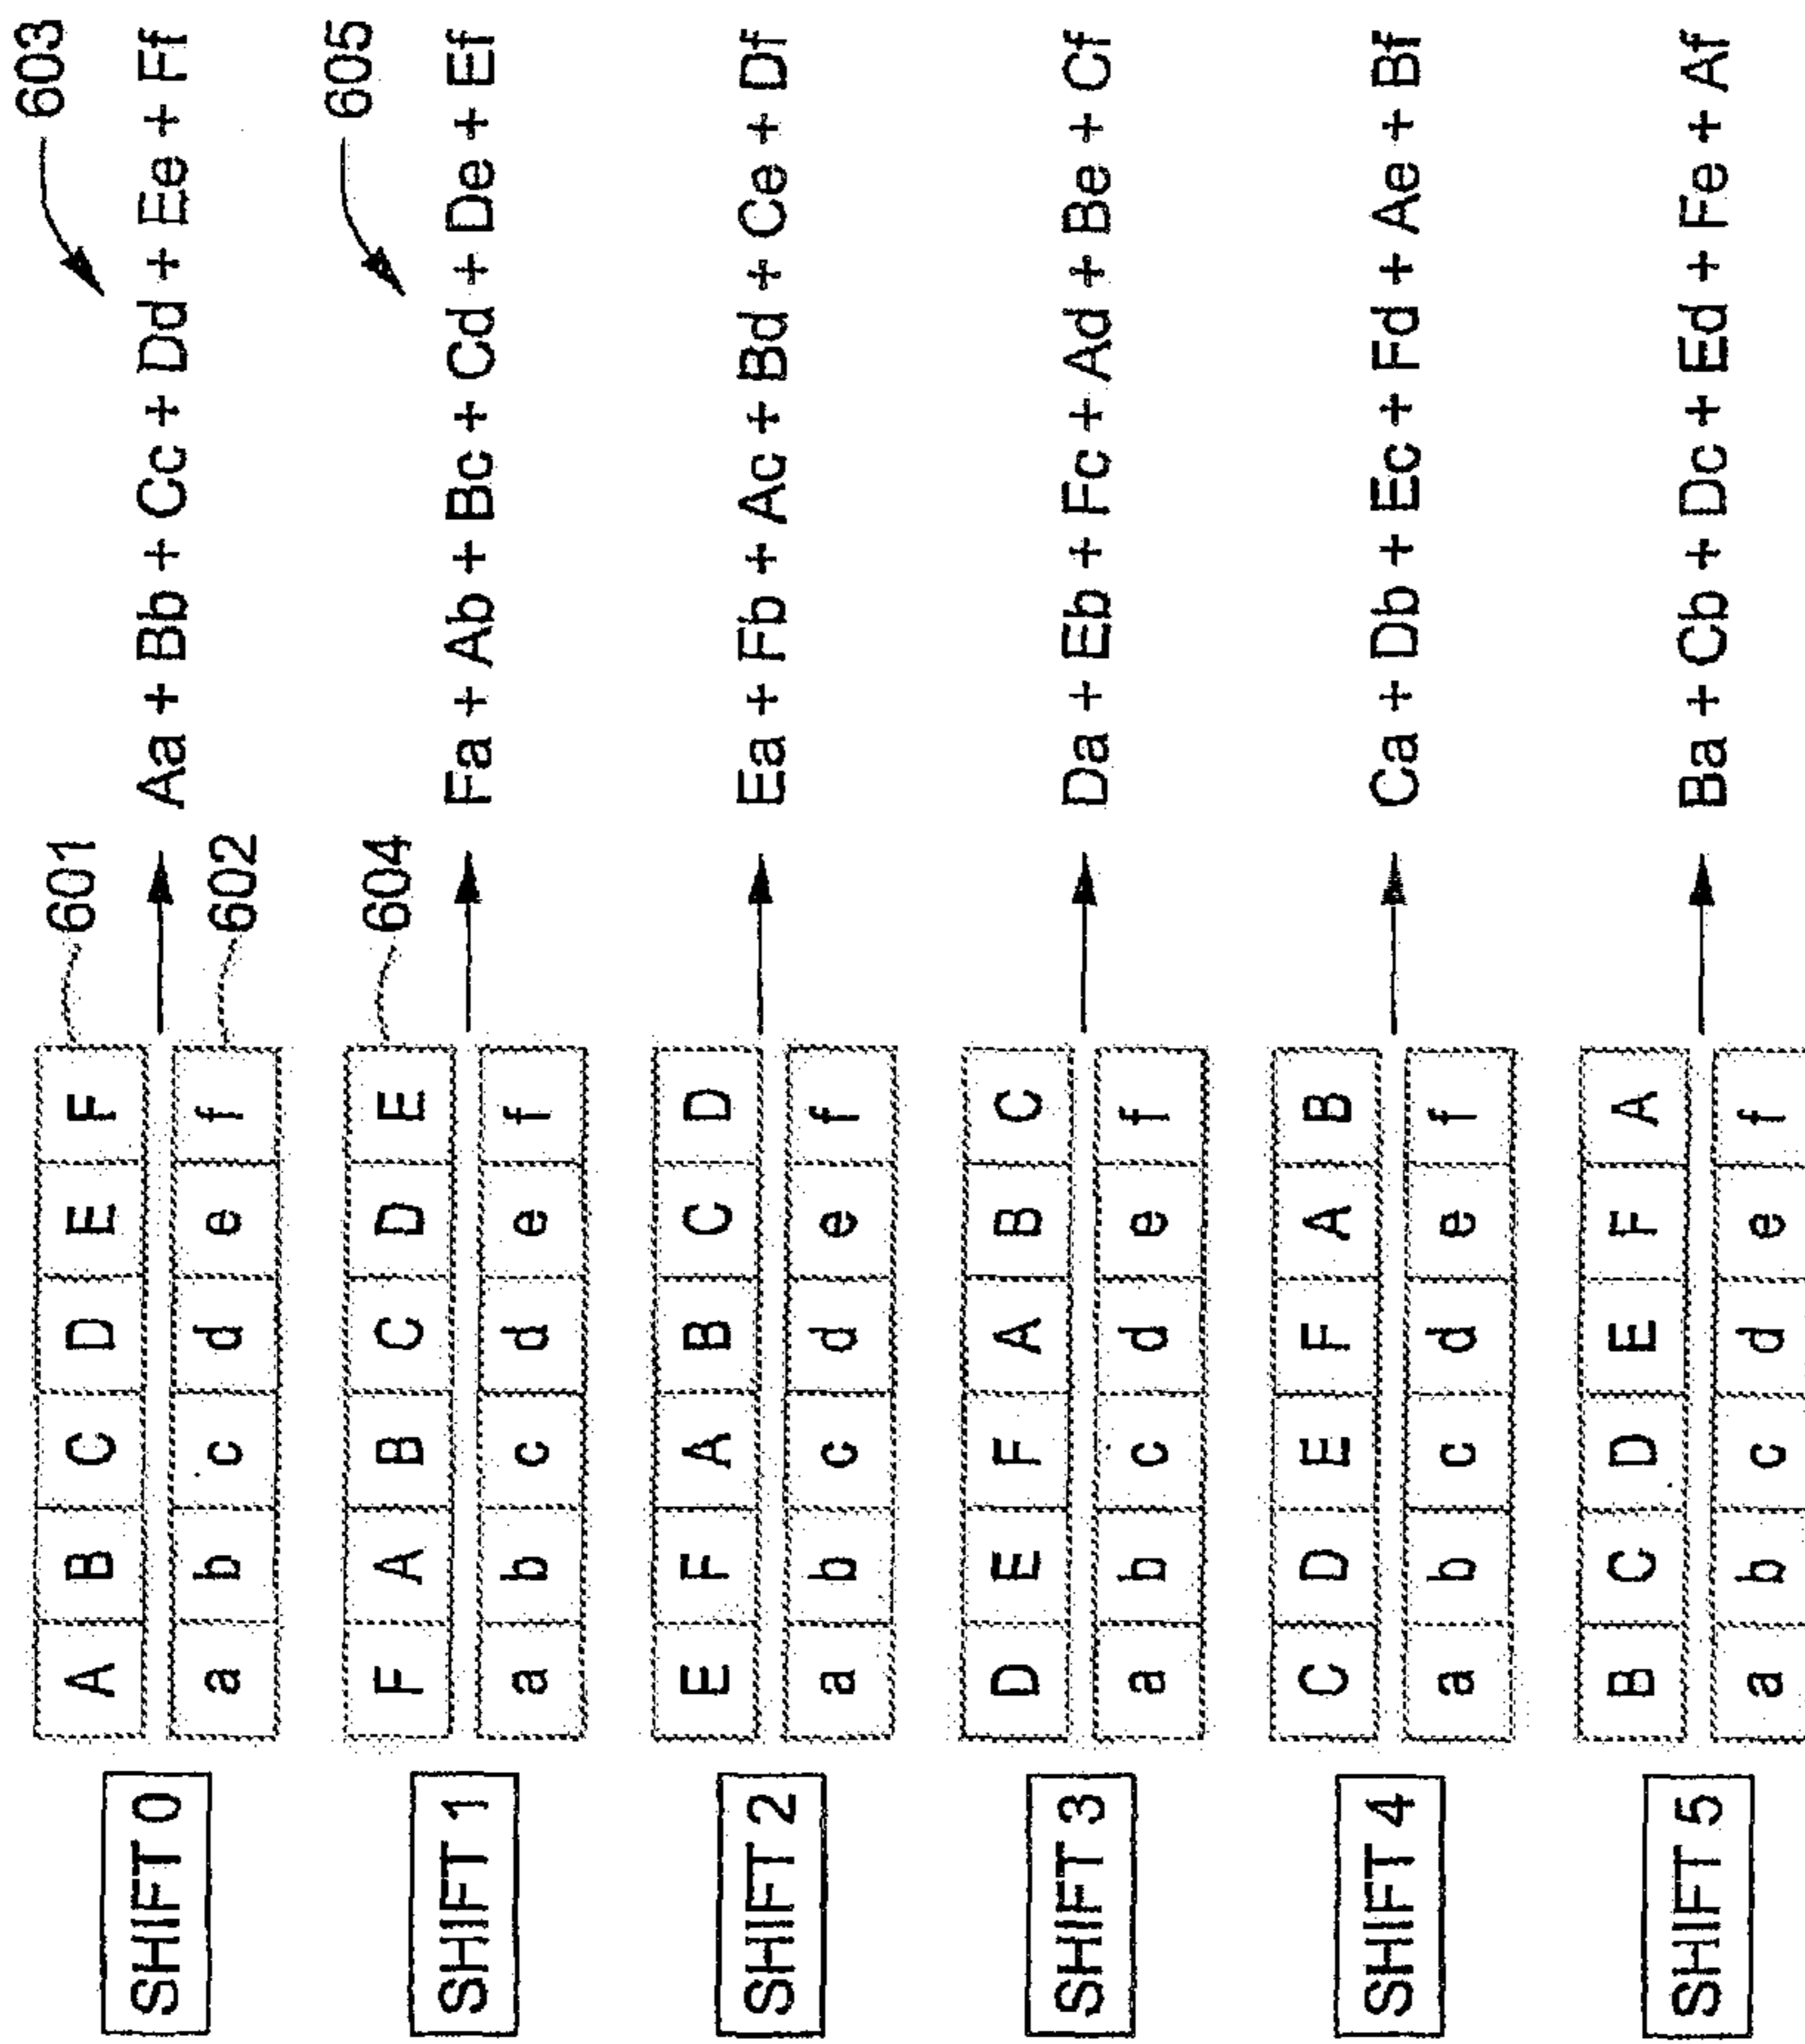 603
SHIFT 0
A B C D E F
601
Aa + Bb + Cc + Dd + Ee + Ff
a b c d e f
602
605
SHIFT 1
F A B C D E
604
Fa + Ab + Bc + Cd + De + Ef
a b c d e f
SHIFT 2
E F A B C D
Ea + Fb + Ac + Bd + Ce + Df
a b c d e f
SHIFT 3
D E F A B C
Da + Eb + Fc + Ad + Be + Cf
a b c d e f
SHIFT 4
C D E F A B
Ca + Db + Ec + Fd + Ae + Bf
a b c d e f
SHIFT 5
B C D E F A
Ba + Cb + Dc + Ed + Fe + Af
a b c d e f